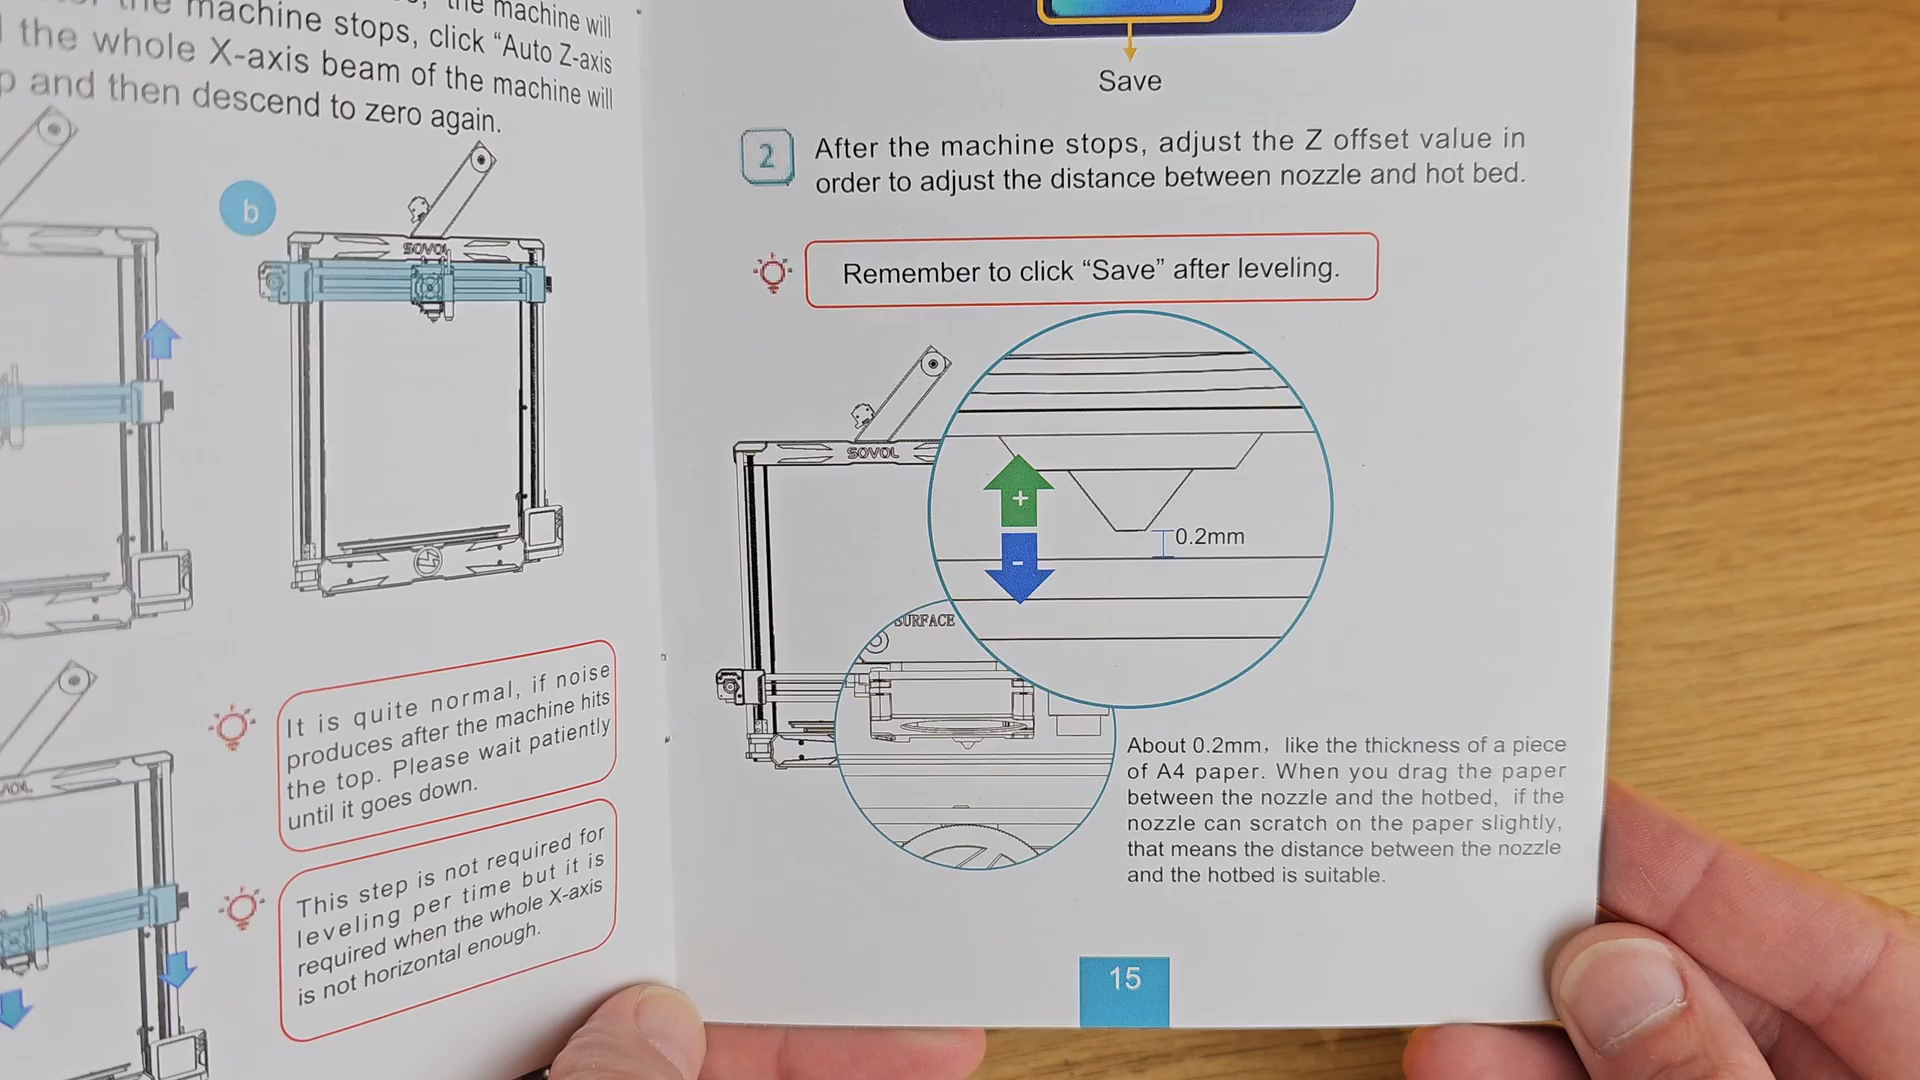 the machine will
the machine stops, click “Auto Z-axis
the whole X-axis beam of the machine will
and then descend to zero again.
b
SOVOL
It is quite normal, if noise
produces after the machine hits
the top. Please wait patiently
until it goes down.
This step is not required for
leveling per time but it is
required when the whole X-axis
is not horizontal enough.
Save
2
After the machine stops, adjust the Z offset value in
order to adjust the distance between nozzle and hot bed.
Remember to click “Save” after leveling.
SOVOL
+
-
0.2mm
SURFACE
About 0.2mm, like the thickness of a piece
of A4 paper. When you drag the paper
between the nozzle and the hotbed, if the
nozzle can scratch on the paper slightly,
that means the distance between the nozzle
and the hotbed is suitable.
15